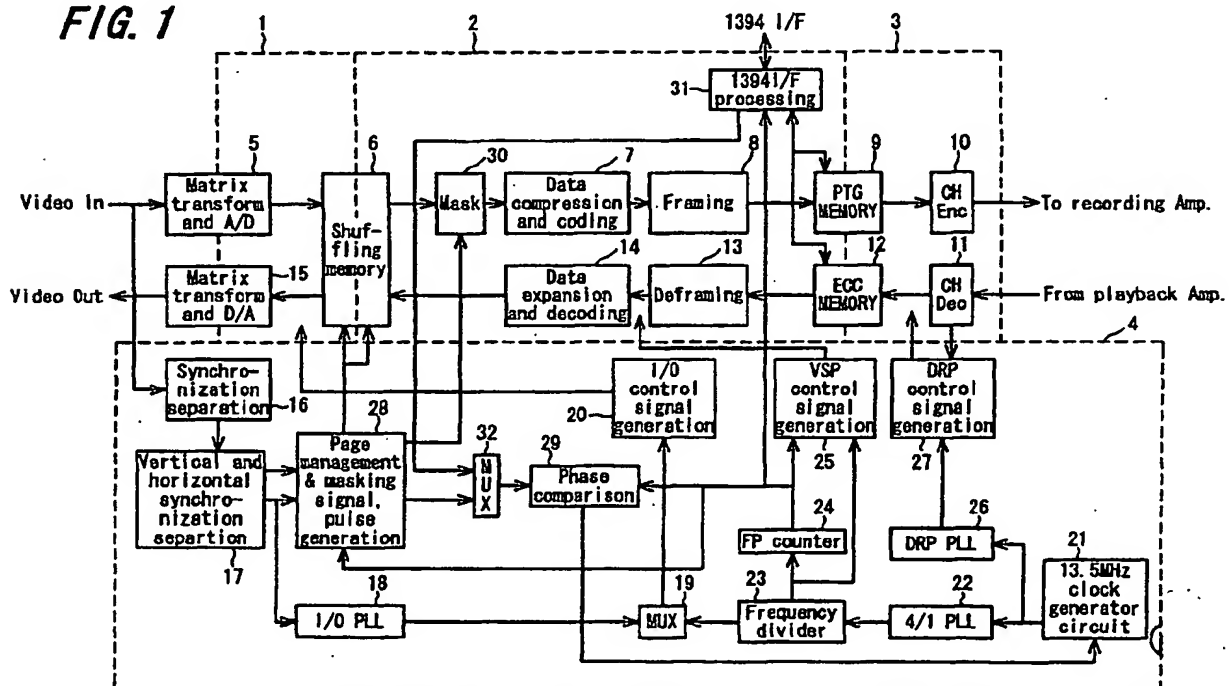 FIG. 1
1
2
1394 I/F
3
31
1394I/F
processing
5
6
30
7
8
9
10
Video In
Matrix
transform
and A/D
Shuf-
ffling
memory
Mask
Data
compression
and coding
Framing
PTG
MEMORY
CH
Enc
To recording Amp.
15
14
13
12
11
Video Out
Matrix
transform
and D/A
Data
expansion
and decoding
Deframing
ECC
MEMORY
CH
Dec
From playback Amp.
4
Synchro-
nization
separation
16
28
20
I/O
control
signal
generation
VSP
control
signal
generation
25
DRP
control
signal
generation
27
Vertical and
horizontal
synchro-
nization
separtion
17
Page
management
& masking
signal,
pulse
generation
32
MUX
29
Phase
comparison
24
FP counter
26
DRP PLL
21
13.5MHz
clock
generator
circuit
18
I/O PLL
19
MUX
23
Frequency
divider
22
4/1 PLL